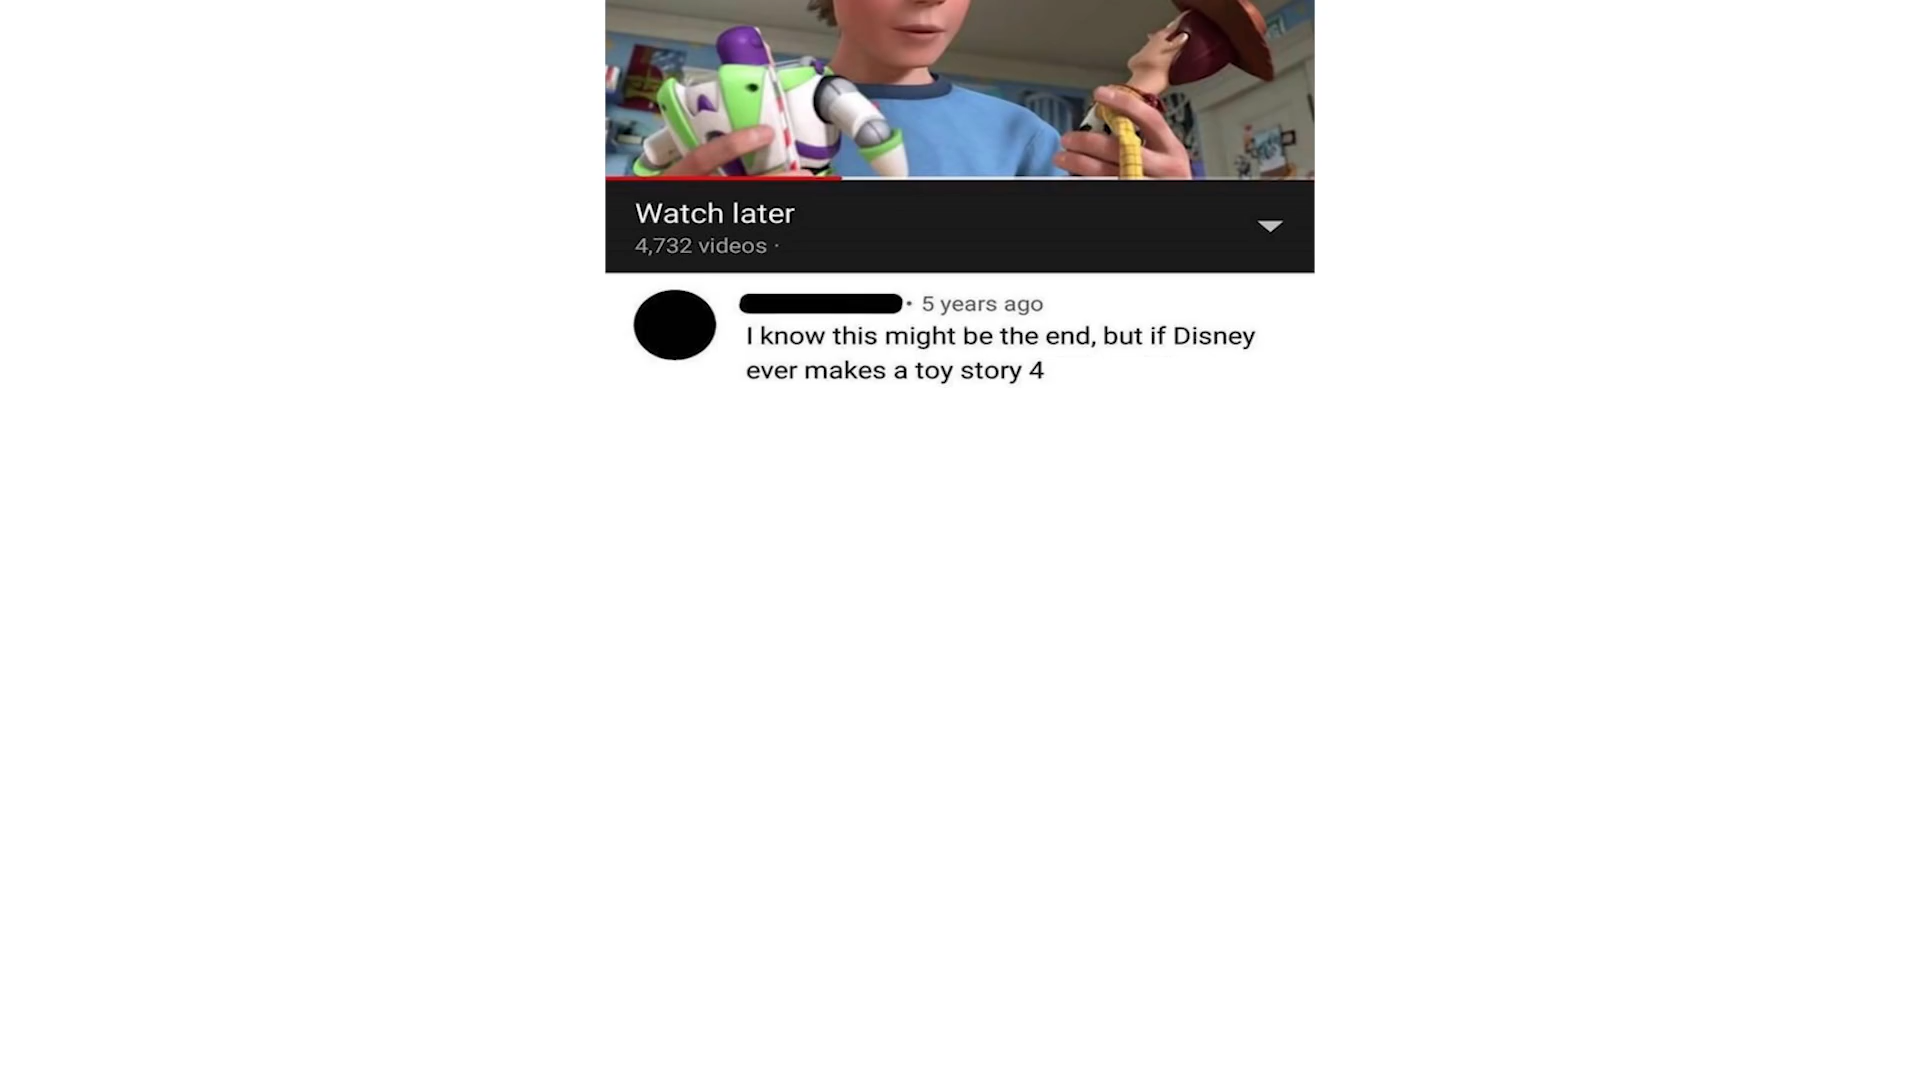 Watch later
4,732 videos ·
· 5 years ago
I know this might be the end, but if Disney
ever makes a toy story 4